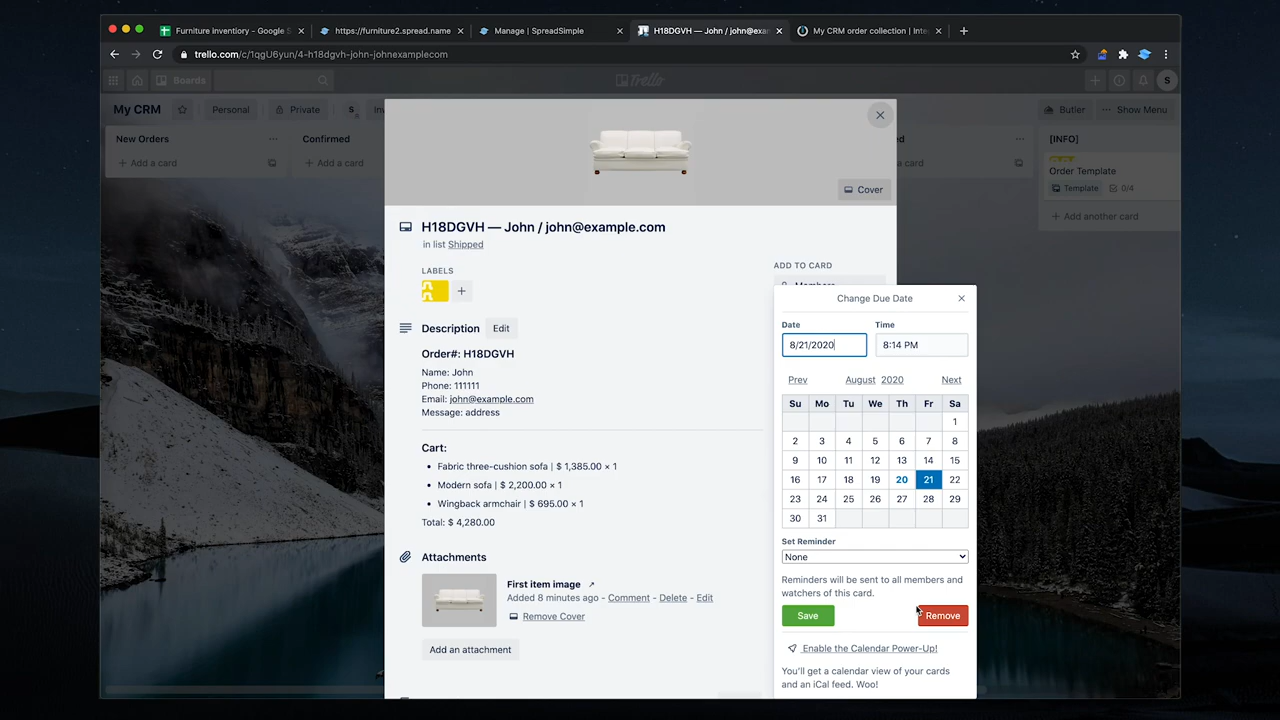 Furniture inventory - Google S
https://furniture2.spread.name
Manage | SpreadSimple
H18DGVH — John / john@exa
My CRM order collection | Inte
trello.com/c/1qgU6yun/4-h18dgvh-john-johnexamplecom
Boards
Trello
S
My CRM
Personal
Private
S
Inv
Butler
Show Menu
New Orders
Add a card
Confirmed
Add a card
ed
card
[INFO]
Order Template
Template
0/4
Add another card
Cover
H18DGVH — John / john@example.com
in list Shipped
LABELS
Description
Edit
Order#: H18DGVH
Name: John
Phone: 111111
Email: john@example.com
Message: address
Cart:
• Fabric three-cushion sofa | $ 1,385.00 × 1
• Modern sofa | $ 2,200.00 × 1
• Wingback armchair | $ 695.00 × 1
Total: $ 4,280.00
Attachments
First item image
Added 8 minutes ago - Comment - Delete - Edit
Remove Cover
Add an attachment
ADD TO CARD
Members
Change Due Date
Date
Time
8/21/2020
8:14 PM
Prev August 2020 Next
Su Mo Tu We Th Fr Sa
1
2 3 4 5 6 7 8
9 10 11 12 13 14 15
16 17 18 19 20 21 22
23 24 25 26 27 28 29
30 31
Set Reminder
None
Reminders will be sent to all members and
watchers of this card.
Save
Remove
Enable the Calendar Power-Up!
You'll get a calendar view of your cards
and an iCal feed. Woo!